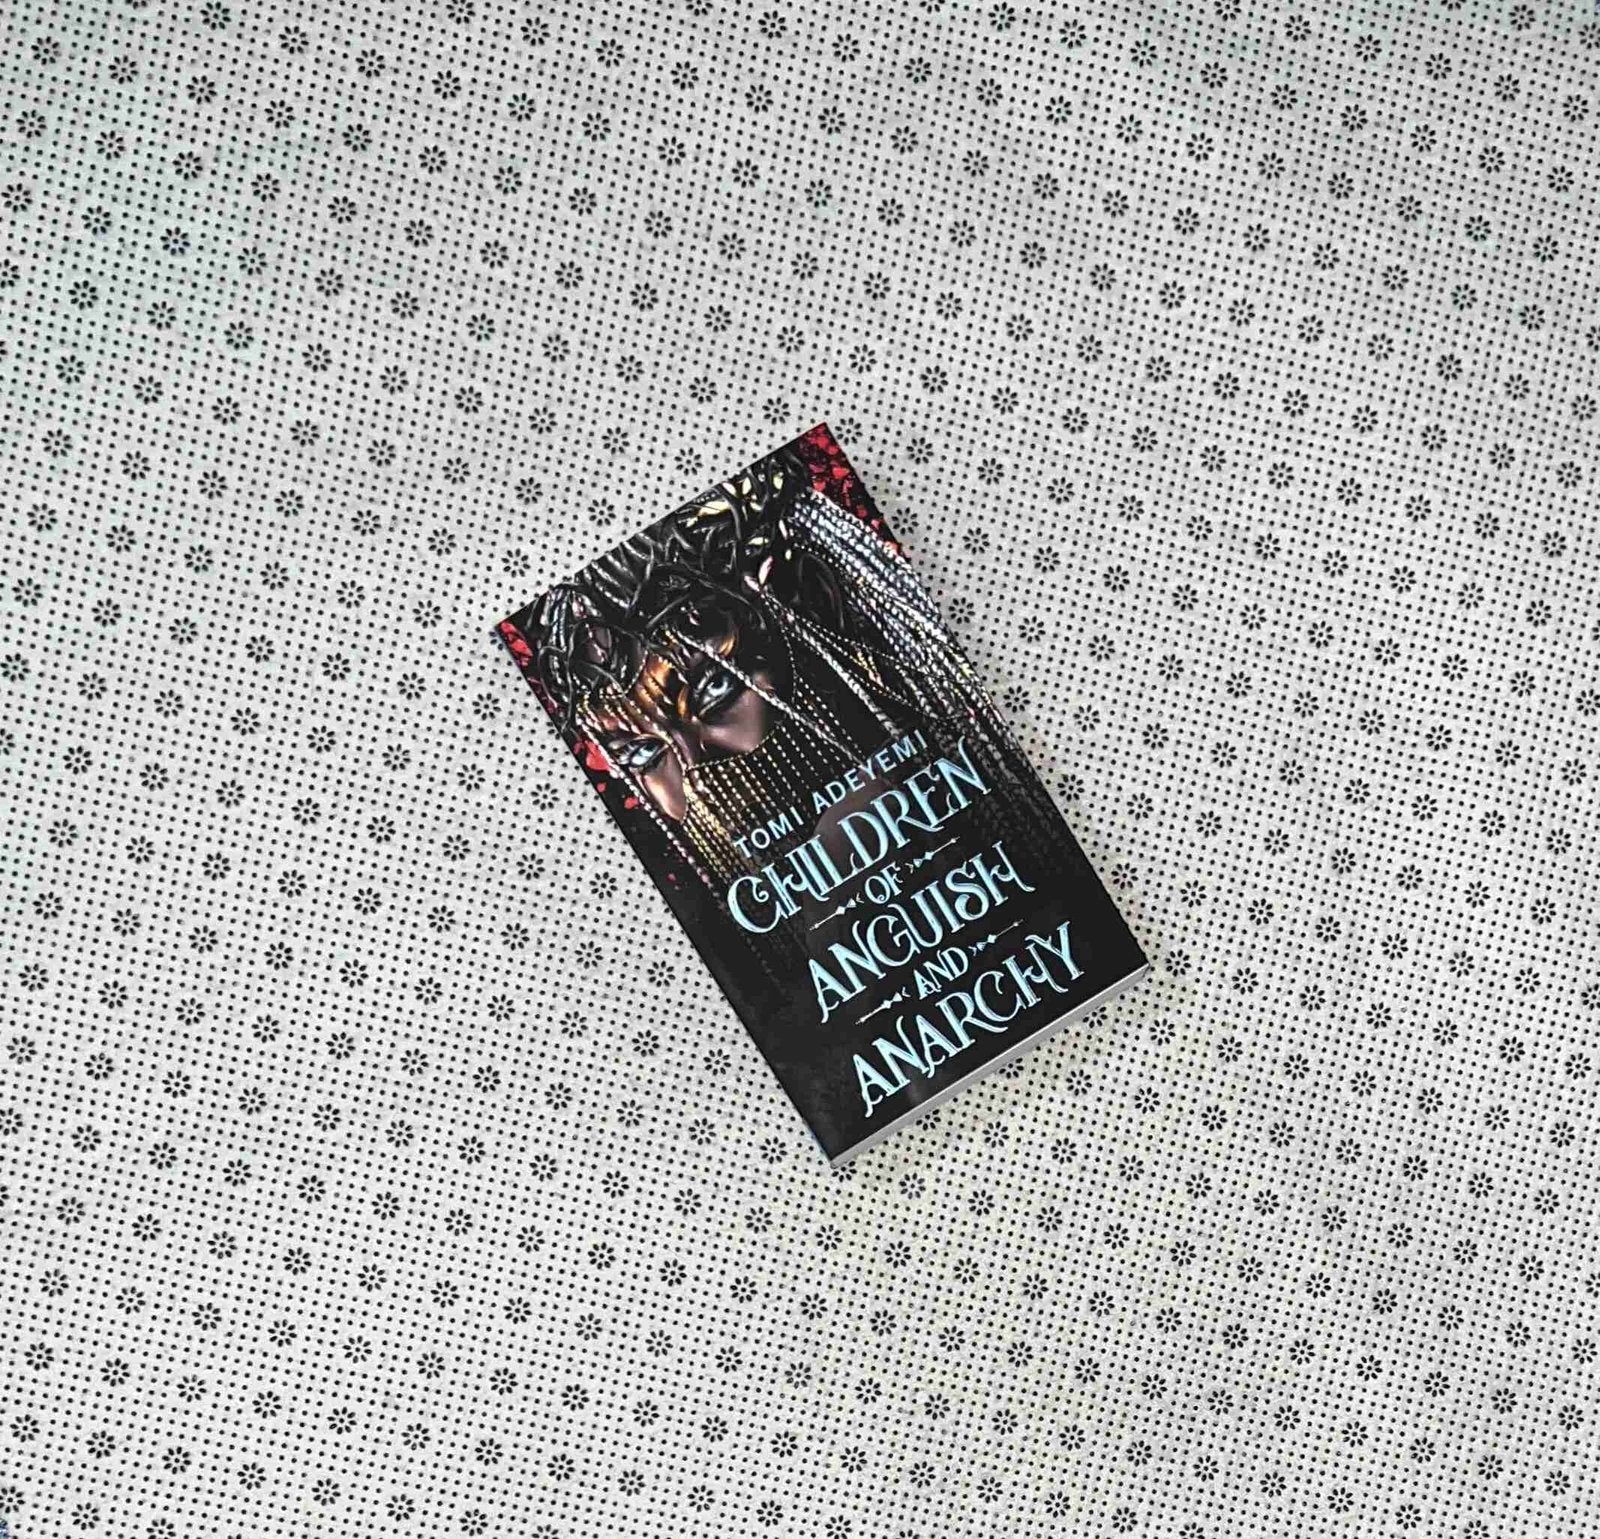 TOMI ADEYEMI
CHILDREN
OF
ANGUISH
AND
ANARCHY